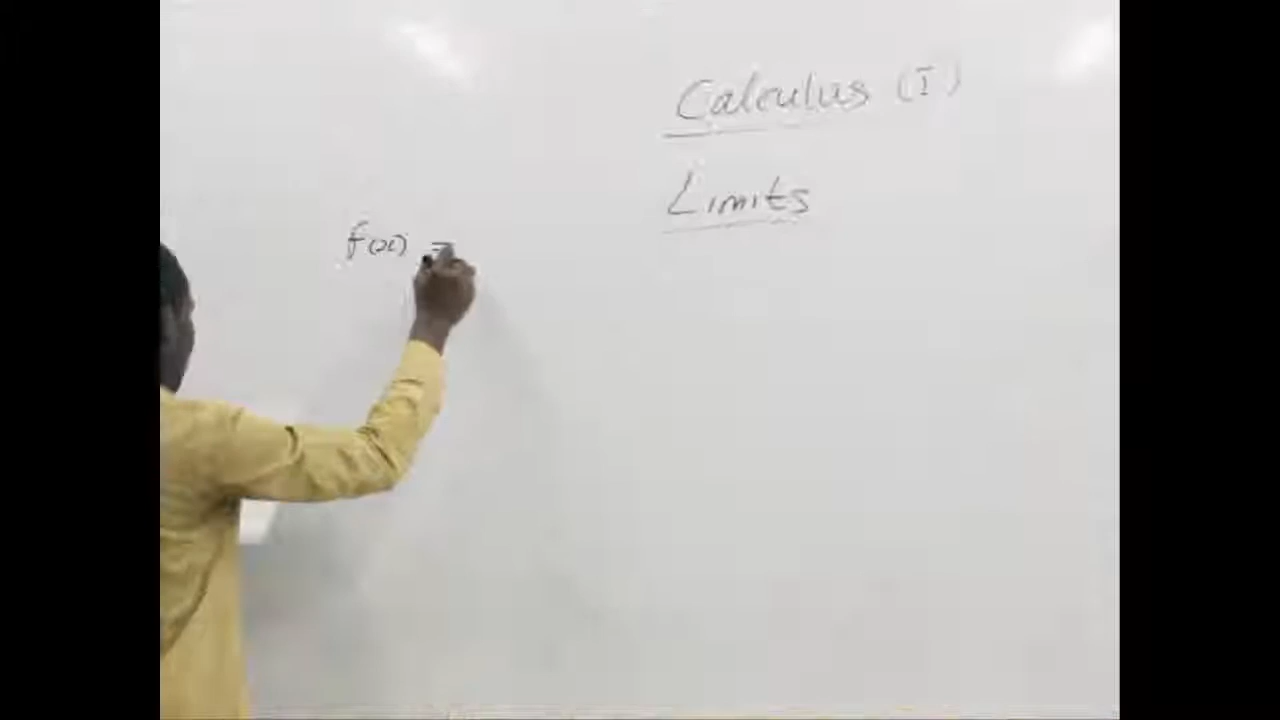 Calculus (I)
Limits
f(x) =